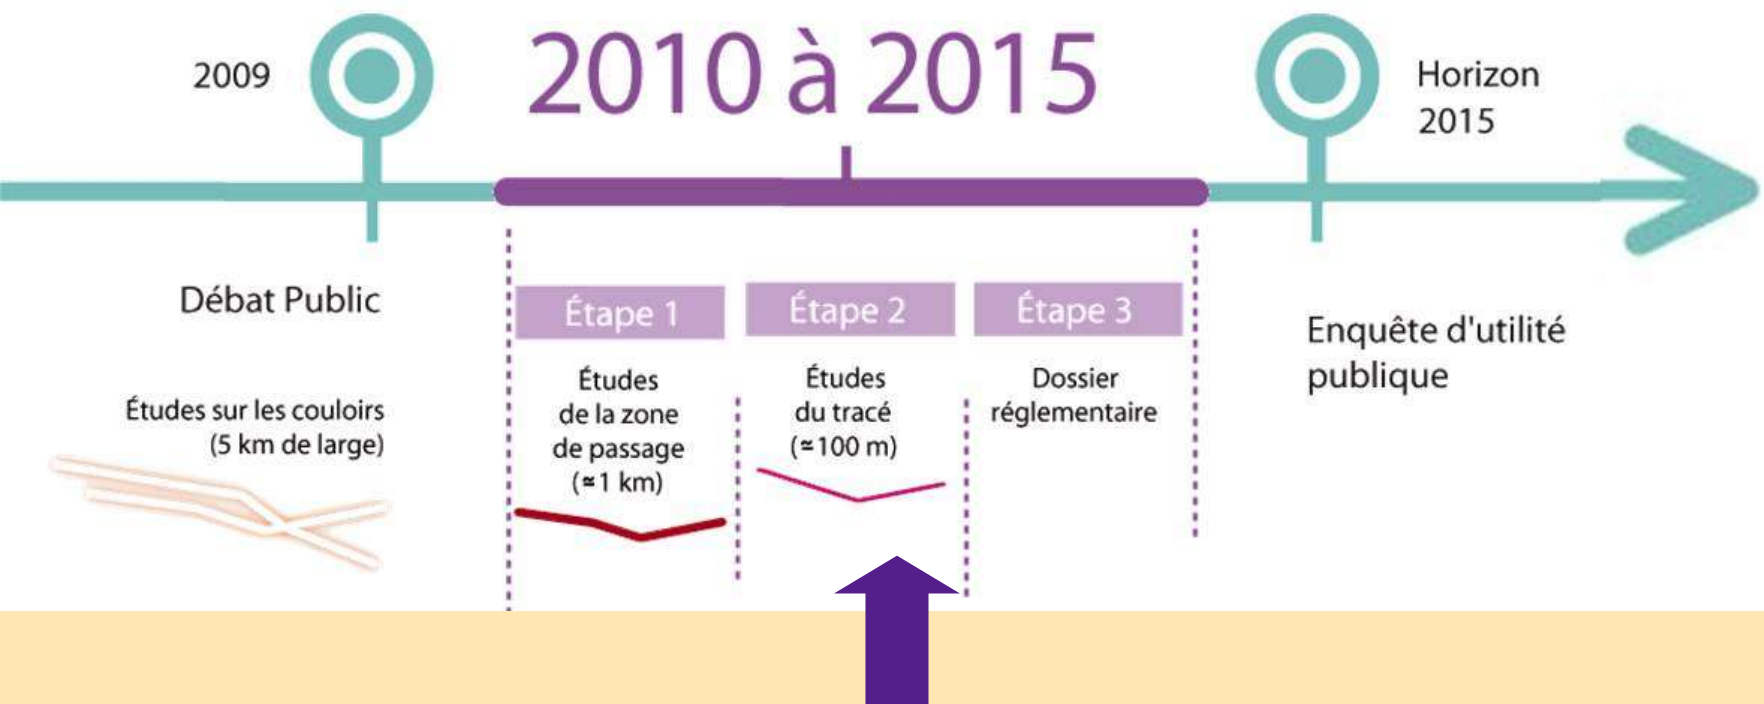 2009
2010 à 2015
Horizon
2015
Débat Public
Études sur les couloirs
(5 km de large)
Étape 1
Études
de la zone
de passage
(≃1 km)
Étape 2
Études
du tracé
(≃100 m)
Étape 3
Dossier
réglementaire
Enquête d'utilité
publique